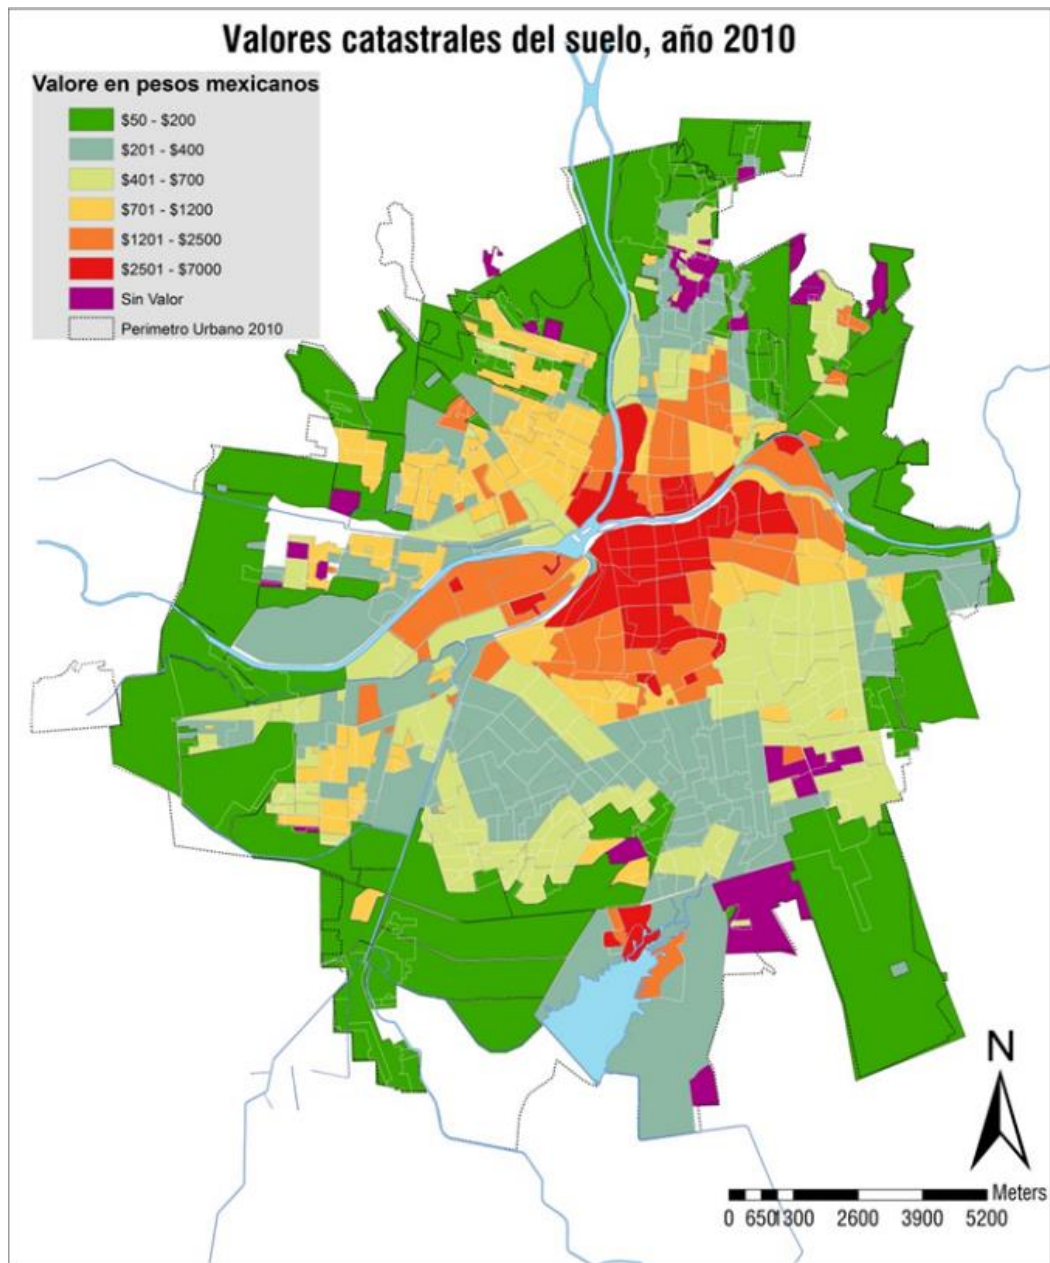 Valores catastrales del suelo, año 2010
Valore en pesos mexicanos
$50 - $200
$201 - $400
$401 - $700
$701 - $1200
$1201 - $2500
$2501 - $7000
Sin Valor
Perimetro Urbano 2010
N
Meters
0 650 1300 2600 3900 5200